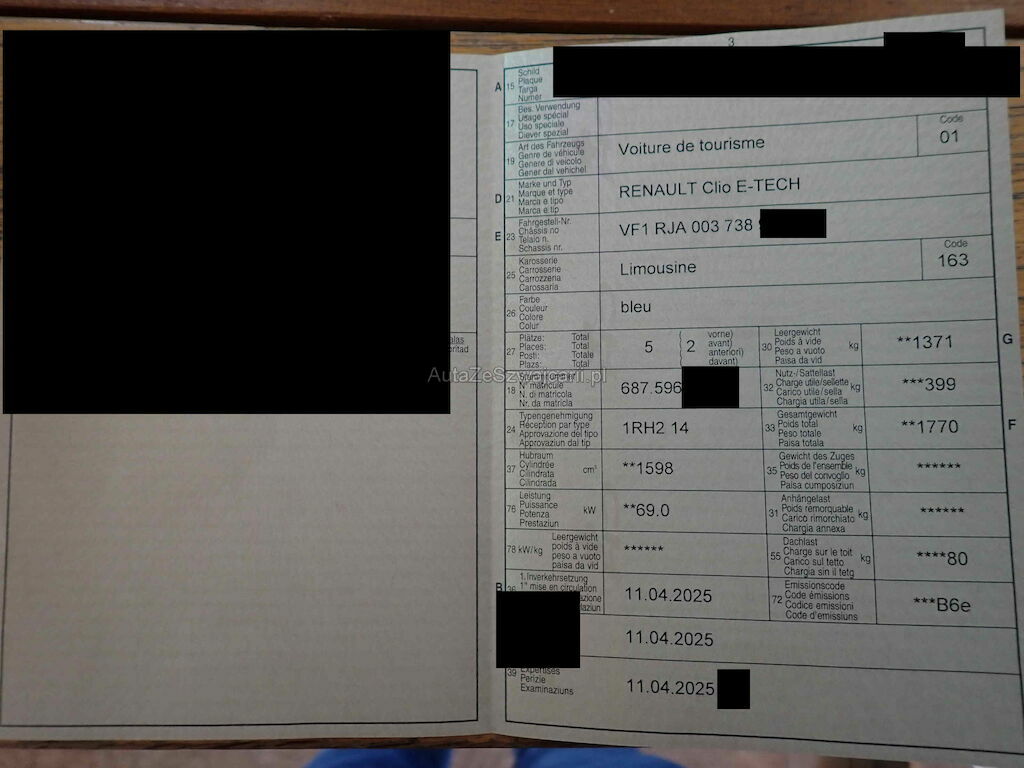 3
A 15 Schild
Plaque
Targa
Numer
17 Bes. Verwendung
Usage spécial
Uso speciale
Diever spezial
19 Art des Fahrzeugs
Genre de véhicule
Genere di veicolo
Gener dal vehichel
Voiture de tourisme
Code
01
D 21 Marke und Typ
Marque et type
Marca e tipo
Marca e tip
RENAULT Clio E-TECH
E 23 Fahrgestell-Nr.
Châssis no
Telaio n.
Schassis nr.
VF1 RJA 003 738
25 Karosserie
Carrosserie
Carrozzeria
Carossaria
Limousine
Code
163
26 Farbe
Couleur
Colore
Colur
bleu
27 Plätze: Total
Places: Total
Posti: Totale
Plazs: Total
5
2
vorne)
avant)
anteriori)
davant)
30 Leergewicht
Poids à vide
Peso a vuoto
Paisa da vid
kg
**1371
G
AutaZeSzwajcarii.pl
18
N° matricule
N. di matricola
Nr. da matricla
687.596
32 Nutz-/Sattellast
Charge utile/sellette
Carico utile/sella
Chargia utila/sella
kg
***399
24 Typengenehmigung
Réception par type
Approvazione del tipo
Approvaziun dal tip
1RH2 14
33 Gesamtgewicht
Poids total
Peso totale
Paisa totala
kg
**1770
F
37 Hubraum
Cylindrée
Cilindrata
Cilindrada
cm³
**1598
35 Gewicht des Zuges
Poids de l'ensemble
Peso del convoglio
Paisa cumposiziun
kg
******
76 Leistung
Puissance
Potenza
Prestaziun
kW
**69.0
31 Anhängelast
Poids remorquable
Carico rimorchiato
Chargia annexa
kg
******
78 kW/kg Leergewicht
poids à vide
peso a vuoto
paisa da vid
******
55 Dachlast
Charge sur le toit
Carico sul tetto
Chargia sin il tetg
kg
****80
B 36 1. Inverkehrsetzung
1re mise en circulation
azione
laziun
11.04.2025
72 Emissionscode
Code émissions
Codice emissioni
Code d'emissiuns
***B6e
11.04.2025
39 Expertises
Perizie
Examinaziuns
11.04.2025